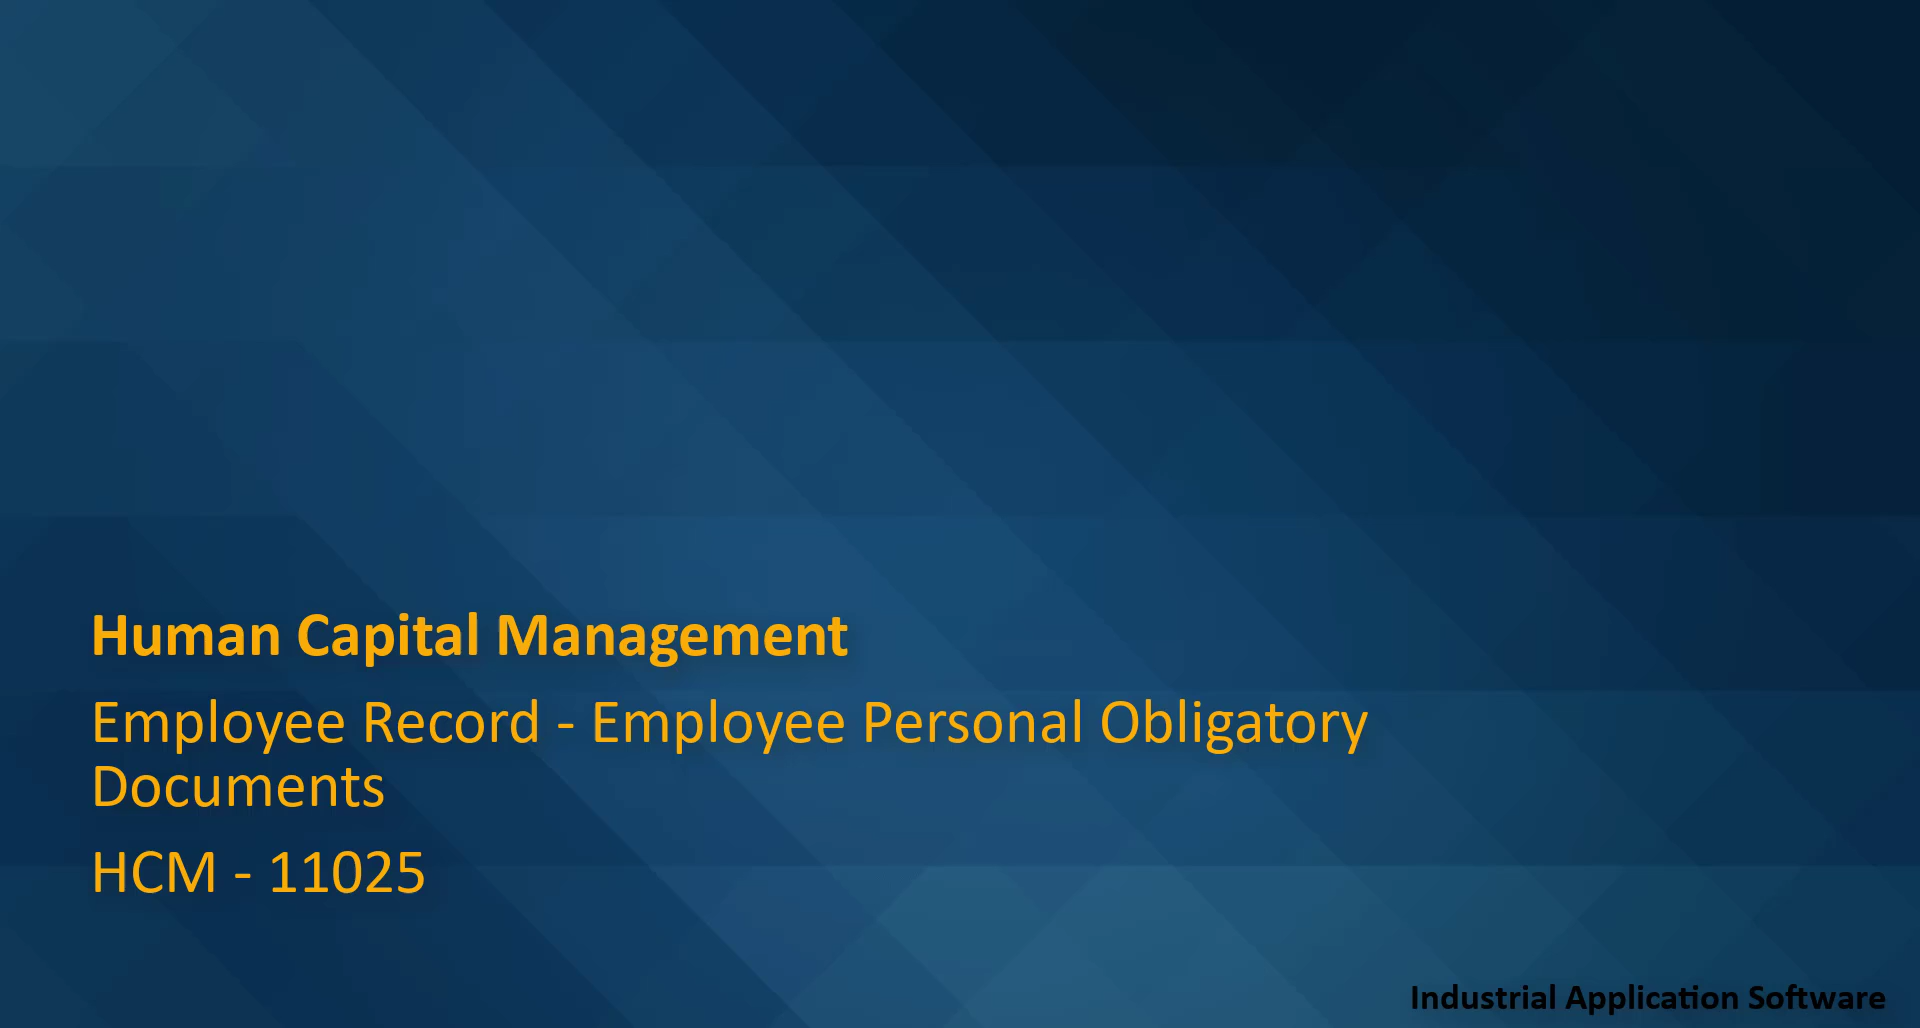 Human Capital Management
Employee Record - Employee Personal Obligatory
Documents
HCM - 11025
Industrial Application Software